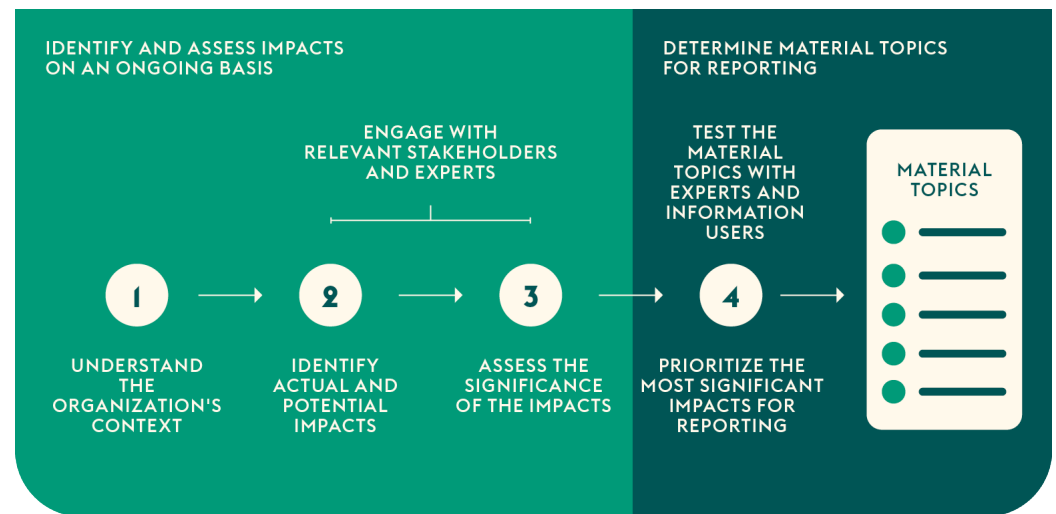 IDENTIFY AND ASSESS IMPACTS
ON AN ONGOING BASIS
DETERMINE MATERIAL TOPICS
FOR REPORTING
ENGAGE WITH
RELEVANT STAKEHOLDERS
AND EXPERTS
TEST THE
MATERIAL
TOPICS WITH
EXPERTS AND
INFORMATION
USERS
MATERIAL
TOPICS
1
2
3
4
UNDERSTAND
THE
ORGANIZATION'S
CONTEXT
IDENTIFY
ACTUAL AND
POTENTIAL
IMPACTS
ASSESS THE
SIGNIFICANCE
OF THE IMPACTS
PRIORITIZE THE
MOST SIGNIFICANT
IMPACTS FOR
REPORTING